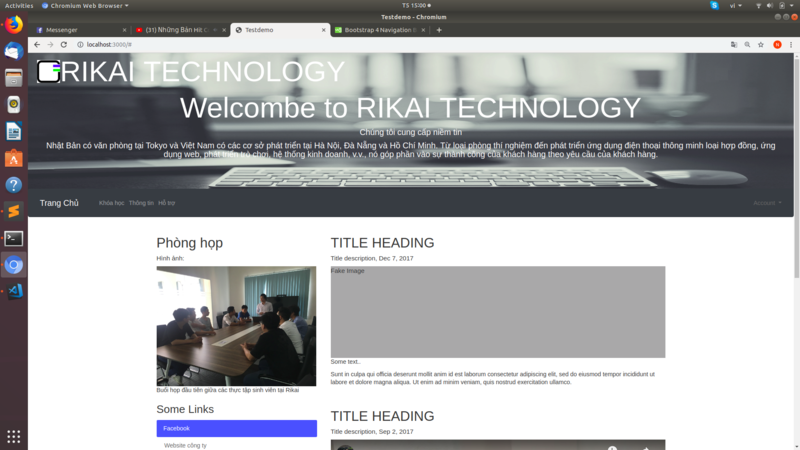 Activities
Chromium Web Browser
T5 15:00
vi
Testdemo - Chromium
Messenger
(31) Những Bản Hit C
Testdemo
Bootstrap 4 Navigation B
localhost:3000/#
N
RIKAI TECHNOLOGY
Welcombe to RIKAI TECHNOLOGY
Chúng tôi cung cấp niềm tin
Nhật Bản có văn phòng tại Tokyo và Việt Nam có các cơ sở phát triển tại Hà Nội, Đà Nẵng và Hồ Chí Minh. Từ loại phòng thí nghiệm đến phát triển ứng dụng điện thoại thông minh loại hợp đồng, ứng
dụng web, phát triển trò chơi, hệ thống kinh doanh, v.v., nó góp phần vào sự thành công của khách hàng theo yêu cầu của khách hàng.
Trang Chủ
Khóa học
Thông tin
Hỗ trợ
Account
Phòng họp
Hình ảnh:
Buổi họp đầu tiên giữa các thực tập sinh viên tại Rikai
Some Links
Facebook
Website công ty
TITLE HEADING
Title description, Dec 7, 2017
Fake Image
Some text..
Sunt in culpa qui officia deserunt mollit anim id est laborum consectetur adipiscing elit, sed do eiusmod tempor incididunt ut
labore et dolore magna aliqua. Ut enim ad minim veniam, quis nostrud exercitation ullamco.
TITLE HEADING
Title description, Sep 2, 2017